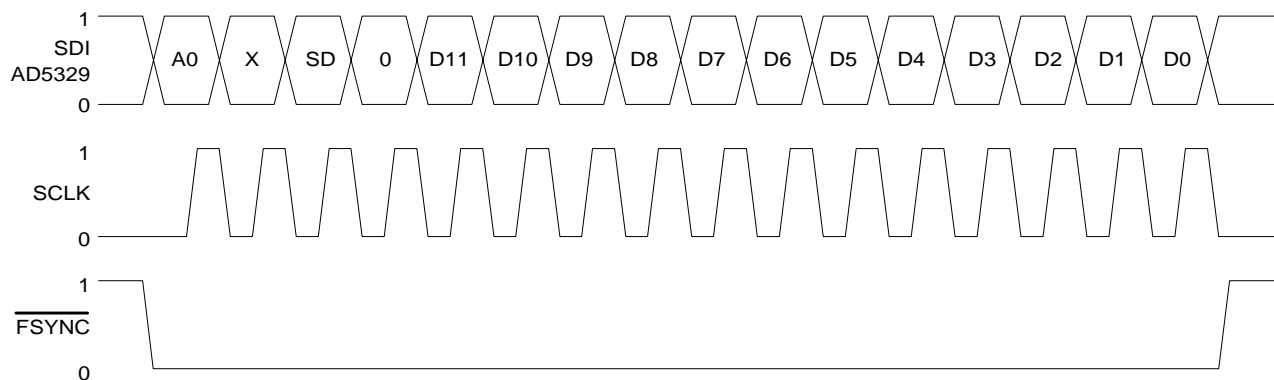 1
SDI
AD5329
0
A0 X SD 0 D11 D10 D9 D8 D7 D6 D5 D4 D3 D2 D1 D0
1
SCLK
0
1
FSYNC
0